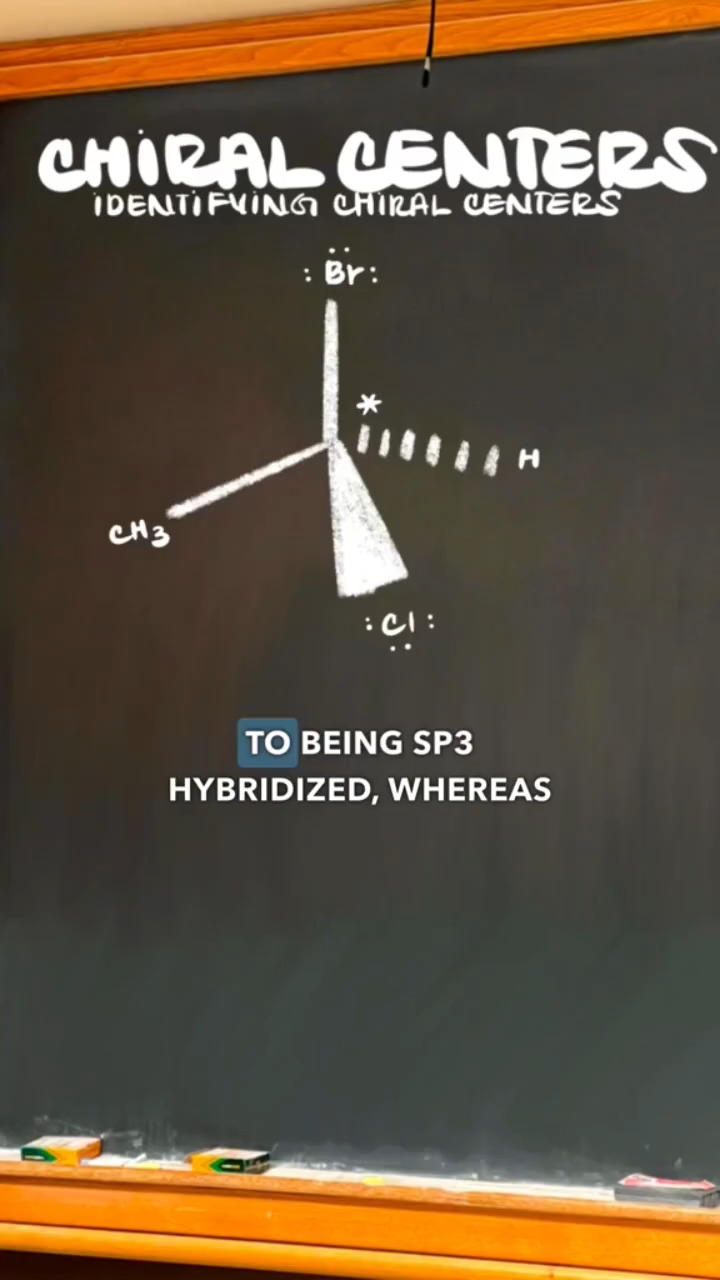 CHIRAL CENTERS
IDENTIFYING CHIRAL CENTERS
:Br:
*
H
CH3
:Cl:
TO BEING SP3
HYBRIDIZED, WHEREAS